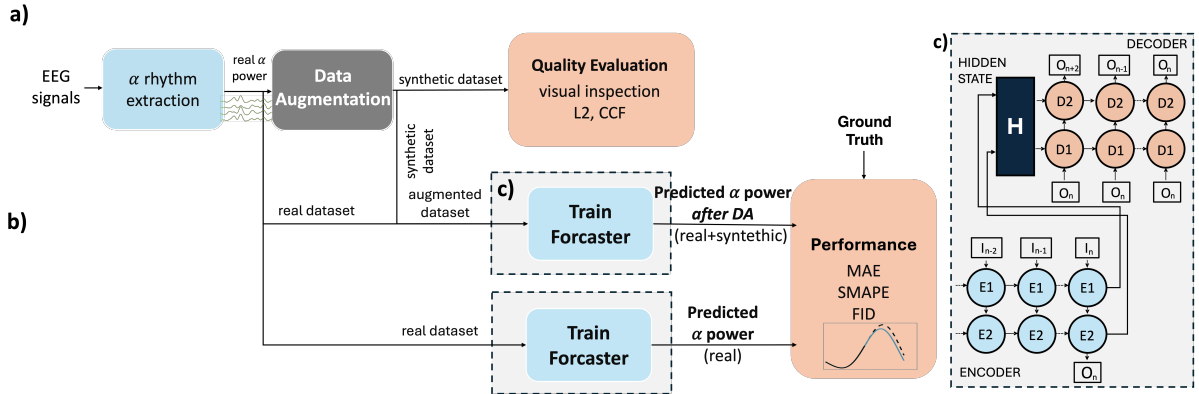 a)
EEG
signals
α rhythm
extraction
real α
power
Data
Augmentation
synthetic dataset
Quality Evaluation
visual inspection
L2, CCF
synthetic
dataset
b)
real dataset
augmented
dataset
c)
Train
Forcaster
Predicted α power
after DA
(real+syntethic)
real dataset
Train
Forcaster
Predicted
α power
(real)
Ground
Truth
Performance
MAE
SMAPE
FID
c)
DECODER
HIDDEN
STATE
H
On+2 On-1 On
D2 D2 D2
D1 D1 D1
On On On
In-2 In-1 In
E1 E1 E1
E2 E2 E2
ENCODER
On